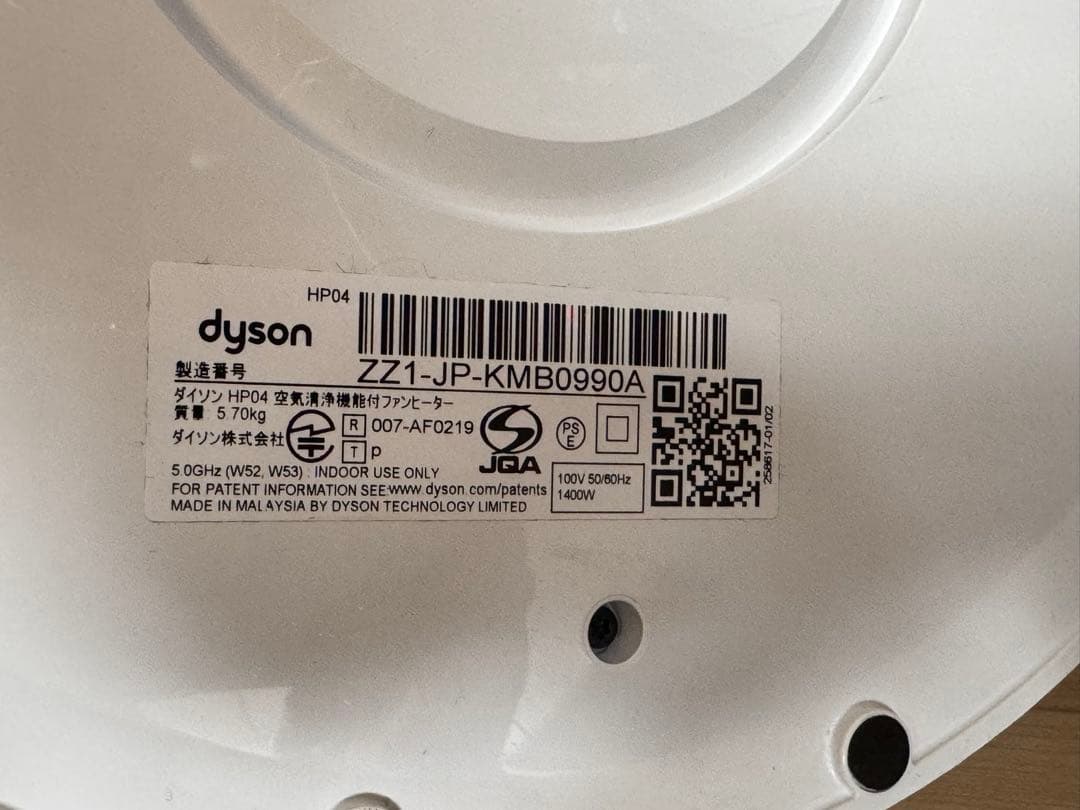 HP04
dyson
製造番号 ZZ1-JP-KMB0990A
ダイソン HP04 空気清浄機能付ファンヒーター
質量 5.70kg
ダイソン株式会社 R 007-AF0219
T p
JQA
PS
E
5.0GHz (W52, W53) : INDOOR USE ONLY
FOR PATENT INFORMATION SEE:www.dyson.com/patents
MADE IN MALAYSIA BY DYSON TECHNOLOGY LIMITED
100V 50/60Hz
1400W
258617-01/02